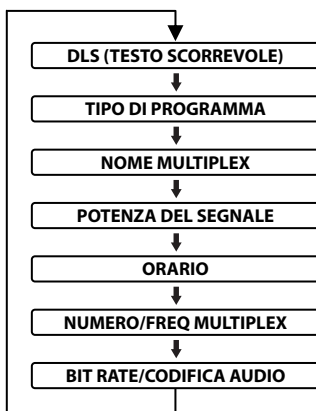 DLS (TESTO SCORREVOLE)
TIPO DI PROGRAMMA
NOME MULTIPLEX
POTENZA DEL SEGNALE
ORARIO
NUMERO/FREQ MULTIPLEX
BIT RATE/CODIFICA AUDIO